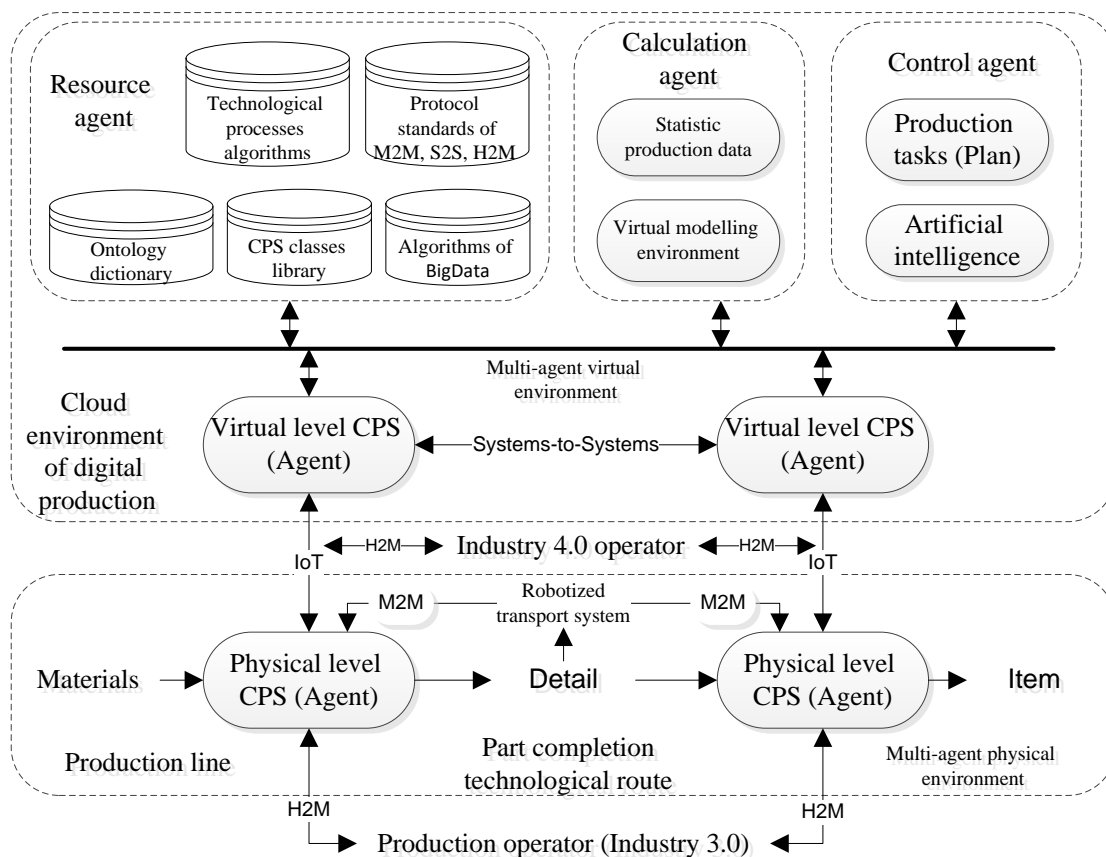 Resource
agent
Technological
processes
algorithms
Protocol
standards of
M2M, S2S, H2M
Ontology
dictionary
CPS classes
library
Algorithms of
BigData
Calculation
agent
Statistic
production data
Virtual modelling
environment
Control agent
Production
tasks (Plan)
Artificial
intelligence
Multi-agent virtual
environment
Cloud
environment
of digital
production
Virtual level CPS
(Agent)
Systems-to-Systems
Virtual level CPS
(Agent)
H2M
Industry 4.0 operator
H2M
IoT
IoT
M2M
Robotized
transport system
M2M
Materials
Physical level
CPS (Agent)
Detail
Physical level
CPS (Agent)
Item
Production line
Part completion
technological route
Multi-agent physical
environment
H2M
H2M
Production operator (Industry 3.0)